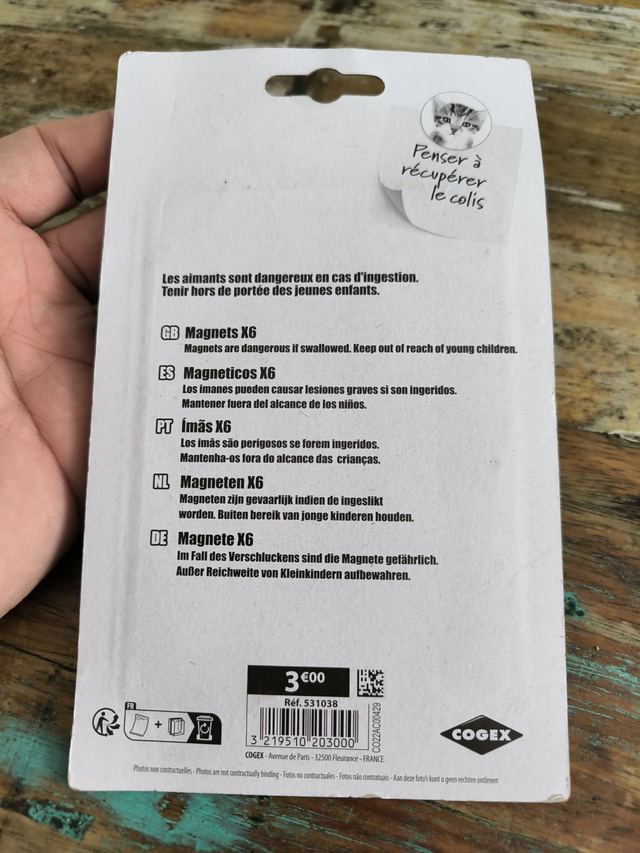 Penser à
récupérer
le colis
Les aimants sont dangereux en cas d'ingestion.
Tenir hors de portée des jeunes enfants.
GB Magnets X6
Magnets are dangerous if swallowed. Keep out of reach of young children.
ES Magneticos X6
Los imanes pueden causar lesiones graves si son ingeridos.
Mantener fuera del alcance de los niños.
PT Ímãs X6
Los imãs são perigosos se forem ingeridos.
Mantenha-os fora do alcance das crianças.
NL Magneten X6
Magneten zijn gevaarlijk indien de ingeslikt
worden. Buiten bereik van jonge kinderen houden.
DE Magnete X6
Im Fall des Verschluckens sind die Magnete gefährlich.
Außer Reichweite von Kleinkindern aufbewahren.
3 €00
Réf. 531038
3 219510 203000
CO22AC00429
FR
+
COGEX
COGEX - Avenue de Paris - 32500 Fleurance - FRANCE
Photos non contractuelles - Photos are not contractually binding - Fotos no contractuales - Fotos não contratuais - Aan deze foto's kunt u geen rechten ontlenen